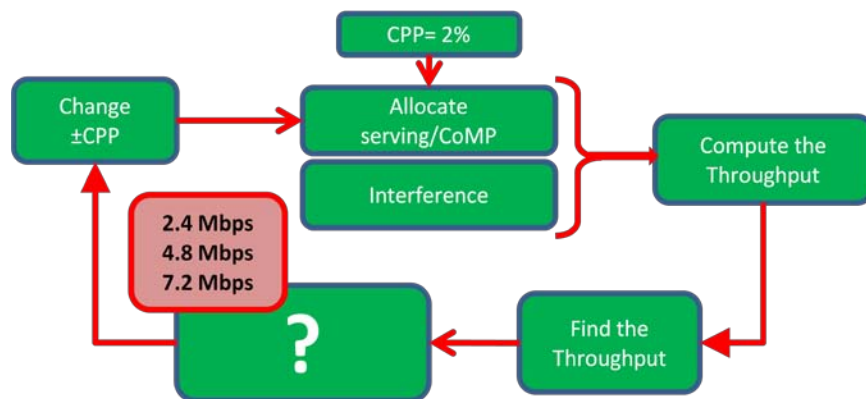 CPP= 2%
Change
±CPP
Allocate
serving/CoMP
Interference
Compute the
Throughput
2.4 Mbps
4.8 Mbps
7.2 Mbps
?
Find the
Throughput